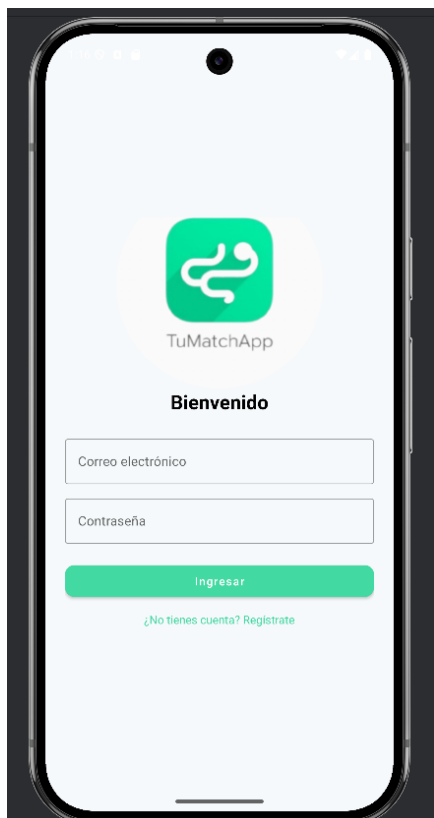 TuMatchApp
Bienvenido
Correo electrónico
Contraseña
Ingresar
¿No tienes cuenta? Regístrate